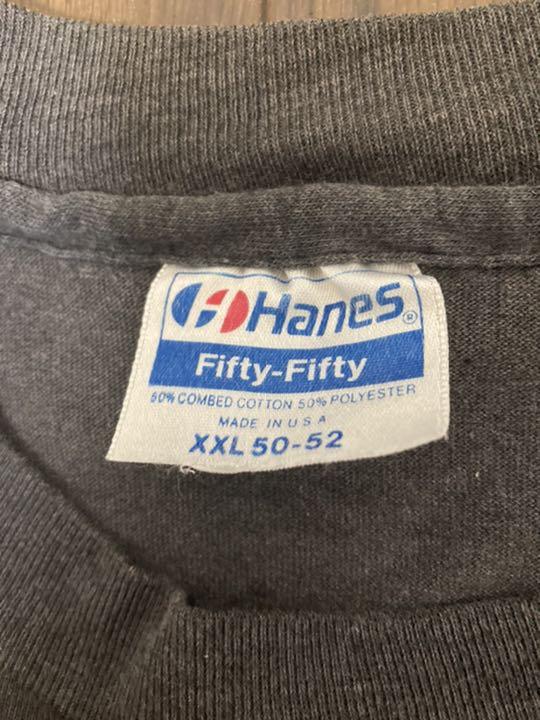 Hanes®
Fifty-Fifty
50% COMBED COTTON 50% POLYESTER
MADE IN U S A
XXL 50-52